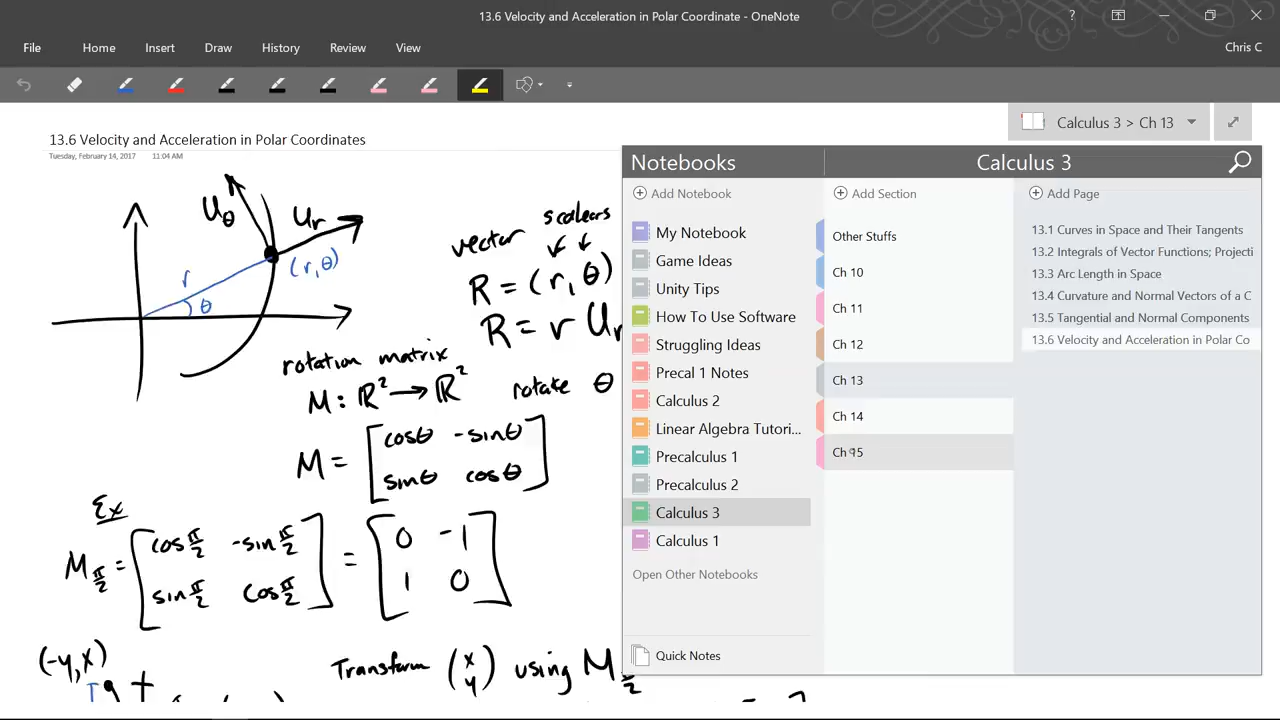 13.6 Velocity and Acceleration in Polar Coordinate - OneNote
?
File Home Insert Draw History Review View
Chris C
Calculus 3 > Ch 13
13.6 Velocity and Acceleration in Polar Coordinates
Tuesday, February 14, 2017 11:04 AM
Uθ
Ur
r
θ
(r,θ)
vector
scalars
R = (r,θ)
R = r Ur
rotation matrix
M: ℝ² → ℝ² rotate θ
M = [cosθ -sinθ
sinθ cosθ]
Ex
M π/2 = [cos π/2 -sin π/2
sin π/2 cos π/2] = [0 -1
1 0]
(-y,x)
Transform (x
y) using M π/2
Notebooks
Add Notebook
My Notebook
Game Ideas
Unity Tips
How To Use Software
Struggling Ideas
Precal 1 Notes
Calculus 2
Linear Algebra Tutori...
Precalculus 1
Precalculus 2
Calculus 3
Calculus 1
Open Other Notebooks
Quick Notes
Calculus 3
Add Section
Other Stuffs
Ch 10
Ch 11
Ch 12
Ch 13
Ch 14
Ch 15
Add Page
13.1 Curves in Space and Their Tangents
13.2 Integrals of Vector Functions; Projecti
13.3 Arc Length in Space
13.4 Curvature and Normal Vectors of a C
13.5 Tangential and Normal Components
13.6 Velocity and Acceleration in Polar Co